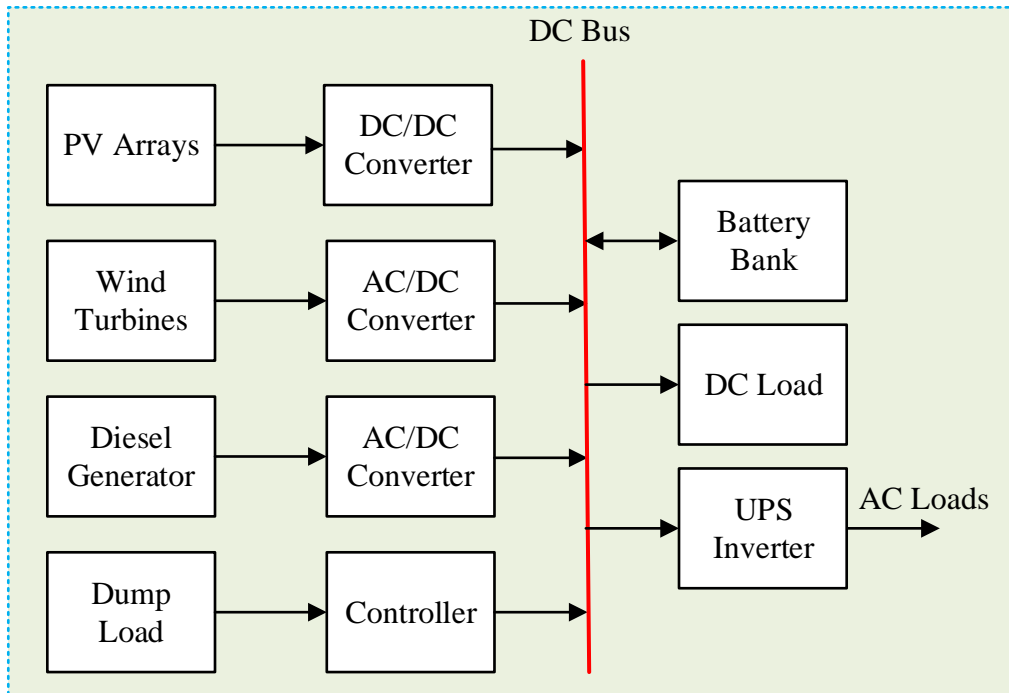 DC Bus
PV Arrays
DC/DC
Converter
Battery
Bank
Wind
Turbines
AC/DC
Converter
DC Load
Diesel
Generator
AC/DC
Converter
UPS
Inverter
AC Loads
Dump
Load
Controller